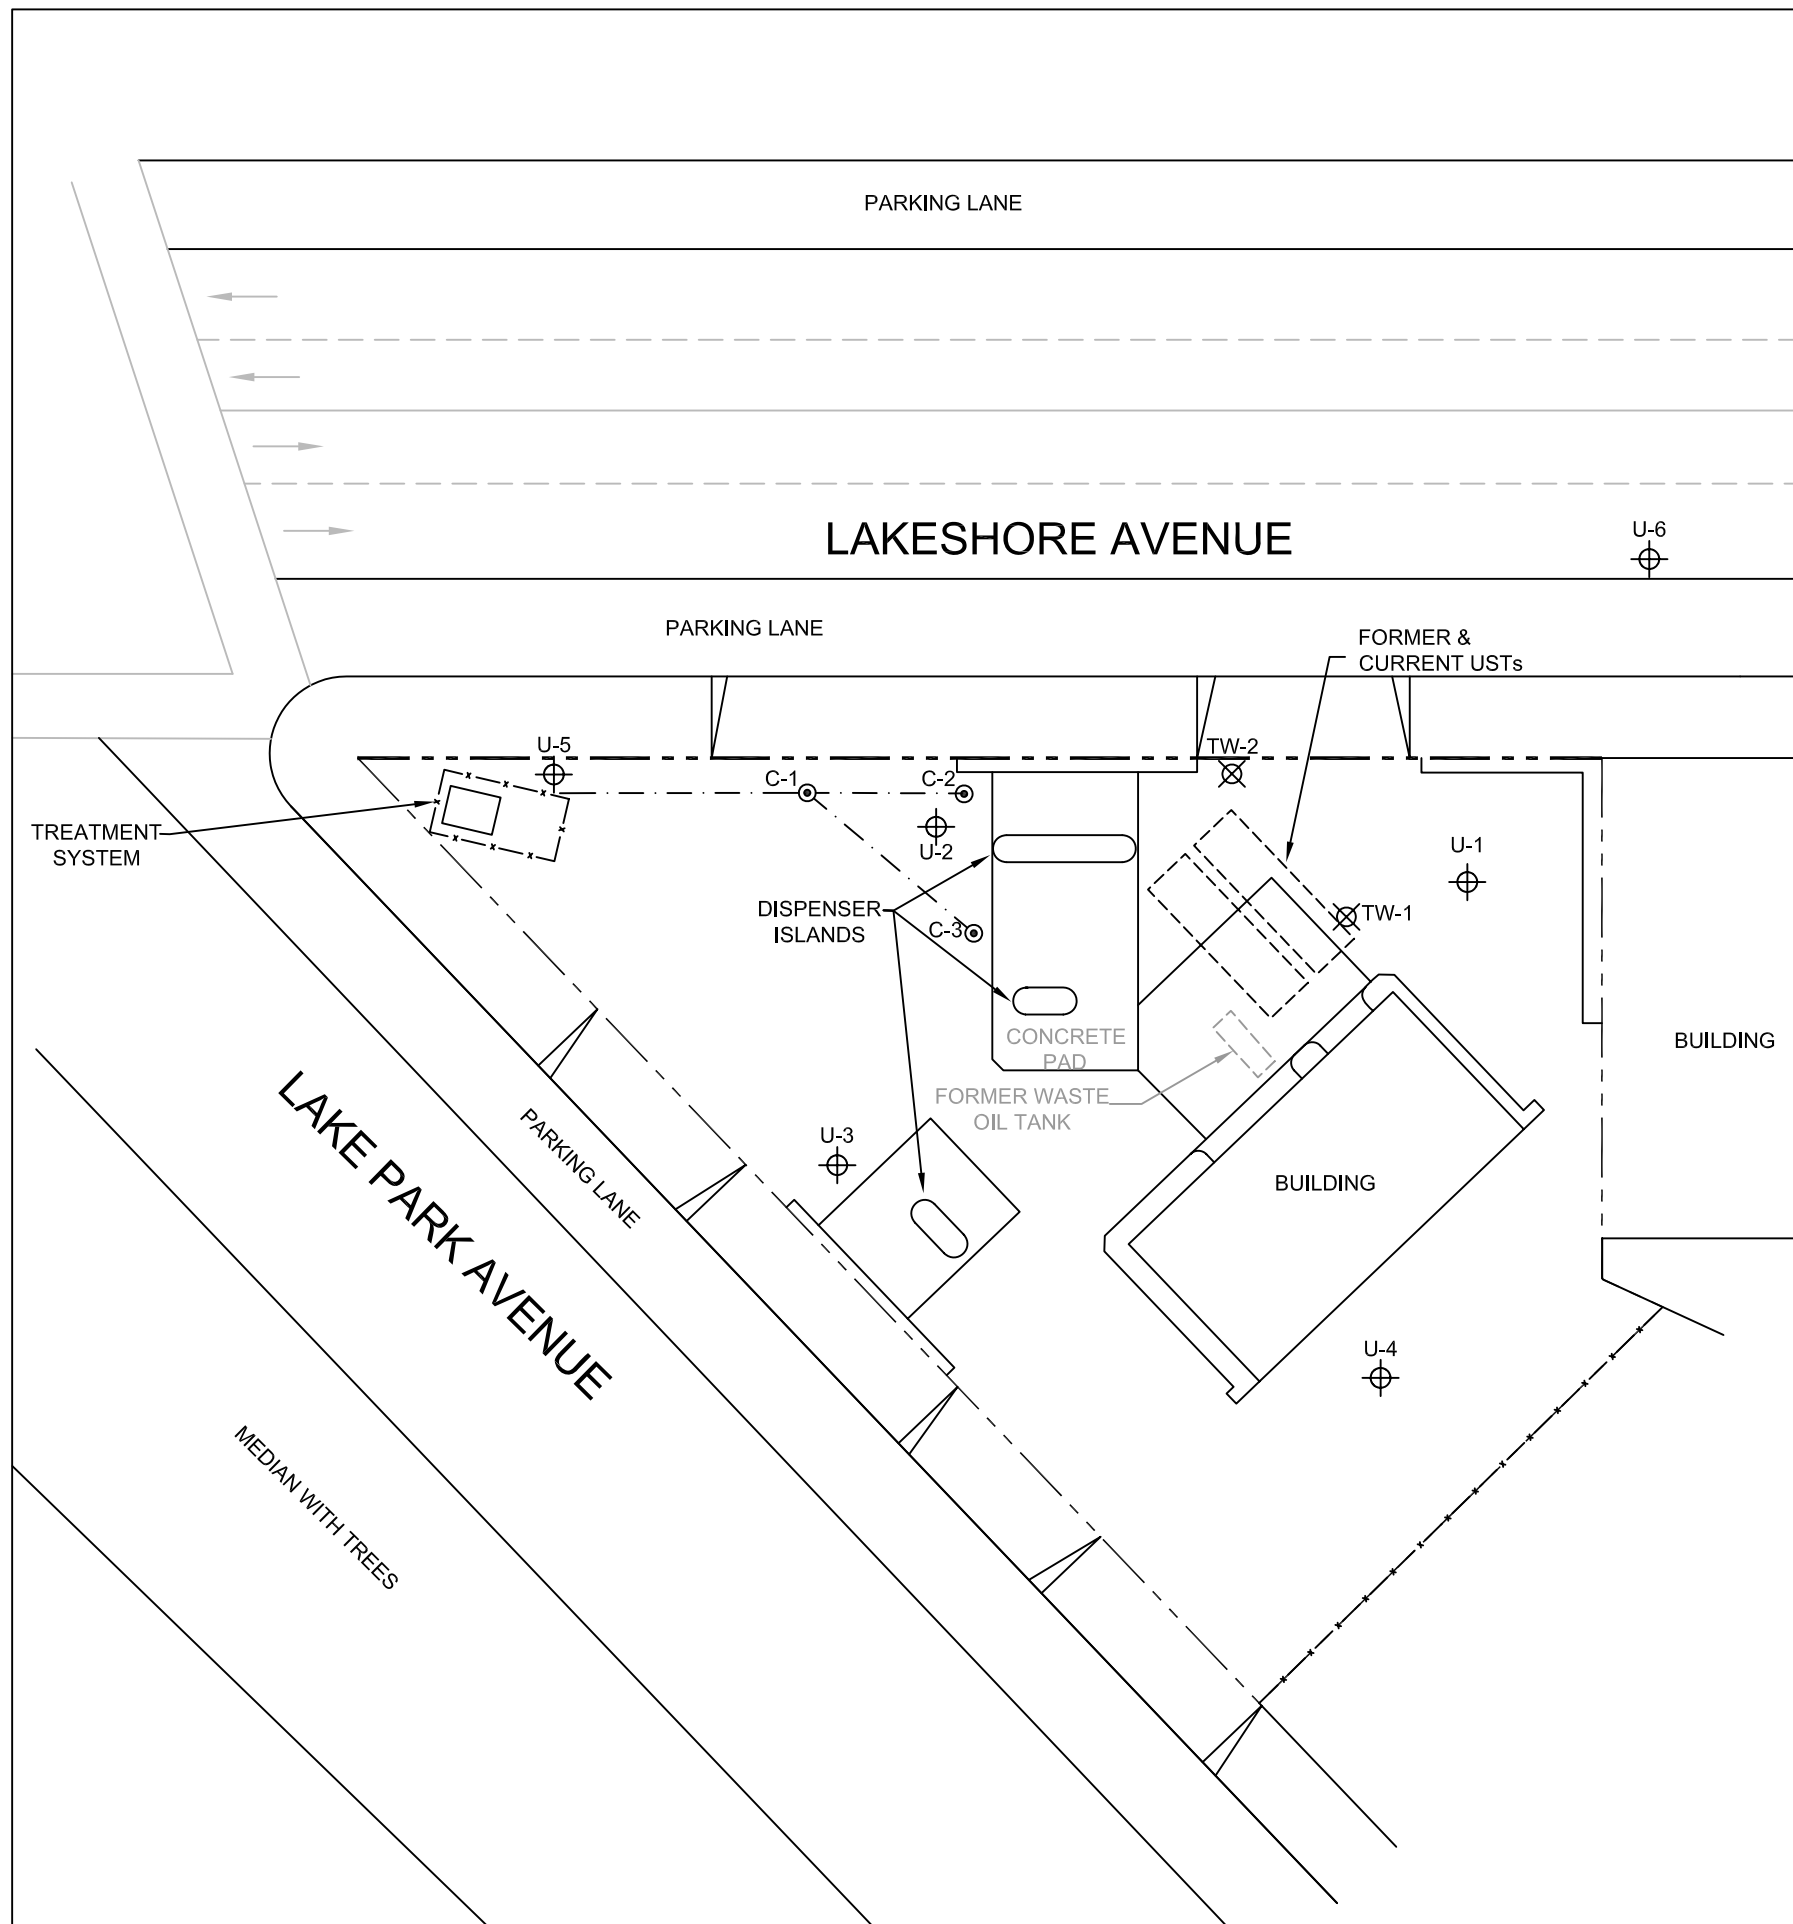 PARKING LANE
LAKESHORE AVENUE
U-6
PARKING LANE
FORMER &
CURRENT USTs
U-5
TW-2
C-1
C-2
TREATMENT
SYSTEM
U-2
U-1
DISPENSER
ISLANDS
C-3
TW-1
CONCRETE
PAD
BUILDING
FORMER WASTE
OIL TANK
U-3
PARKING LANE
LAKE PARK AVENUE
BUILDING
U-4
MEDIAN WITH TREES